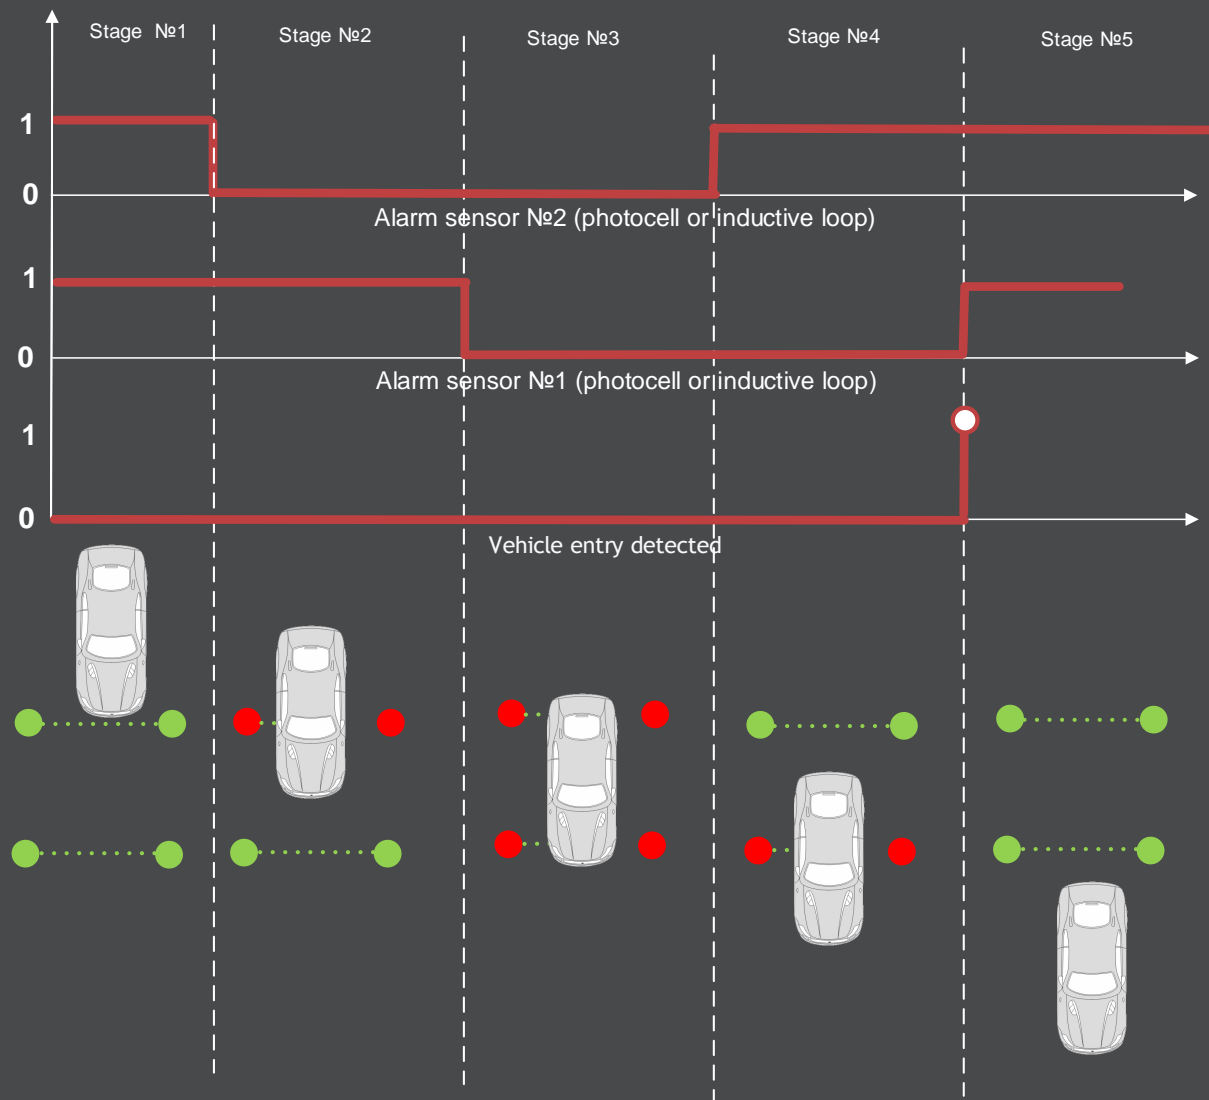 Stage №1
Stage №2
Stage №3
Stage №4
Stage №5
1
0
Alarm sensor №2 (photocell or inductive loop)
1
0
Alarm sensor №1 (photocell or inductive loop)
1
0
Vehicle entry detected